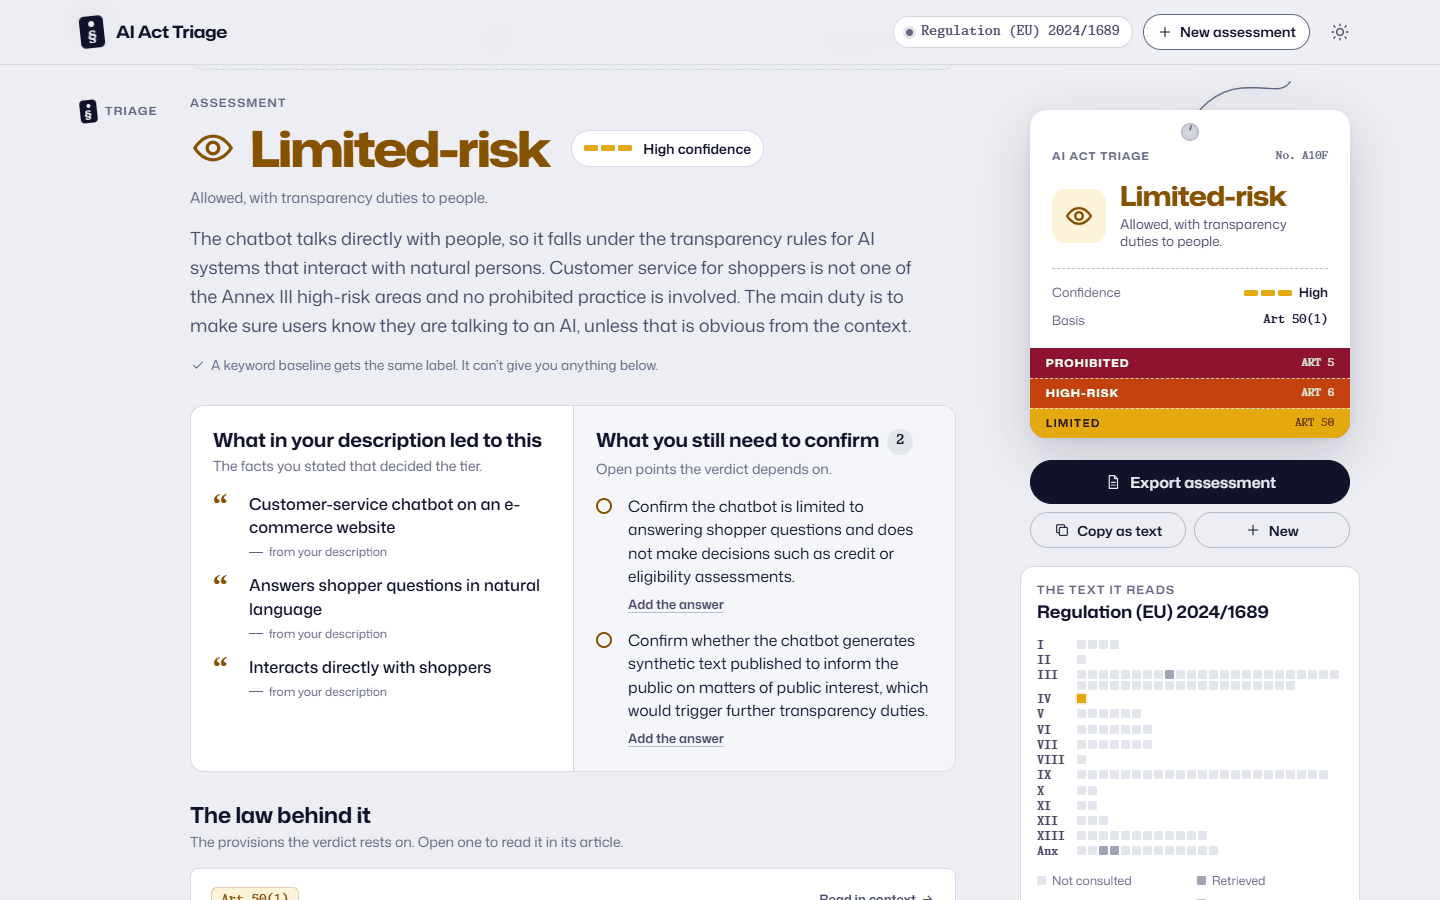 AI Act Triage
Regulation (EU) 2024/1689
New assessment
TRIAGE
ASSESSMENT
Limited-risk
High confidence
Allowed, with transparency duties to people.
The chatbot talks directly with people, so it falls under the transparency rules for AI
systems that interact with natural persons. Customer service for shoppers is not one of
the Annex III high-risk areas and no prohibited practice is involved. The main duty is to
make sure users know they are talking to an AI, unless that is obvious from the context.
A keyword baseline gets the same label. It can't give you anything below.
What in your description led to this
The facts you stated that decided the tier.
Customer-service chatbot on an e-
commerce website
— from your description
Answers shopper questions in natural
language
— from your description
Interacts directly with shoppers
— from your description
What you still need to confirm 2
Open points the verdict depends on.
Confirm the chatbot is limited to
answering shopper questions and does
not make decisions such as credit or
eligibility assessments.
Add the answer
Confirm whether the chatbot generates
synthetic text published to inform the
public on matters of public interest, which
would trigger further transparency duties.
Add the answer
The law behind it
The provisions the verdict rests on. Open one to read it in its article.
Art 50(1)
Read in context →
AI ACT TRIAGE
No. A10F
Limited-risk
Allowed, with transparency
duties to people.
Confidence
High
Basis
Art 50(1)
PROHIBITED
ART 5
HIGH-RISK
ART 6
LIMITED
ART 50
Export assessment
Copy as text
New
THE TEXT IT READS
Regulation (EU) 2024/1689
I
II
III
IV
V
VI
VII
VIII
IX
X
XI
XII
XIII
Anx
Not consulted
Retrieved